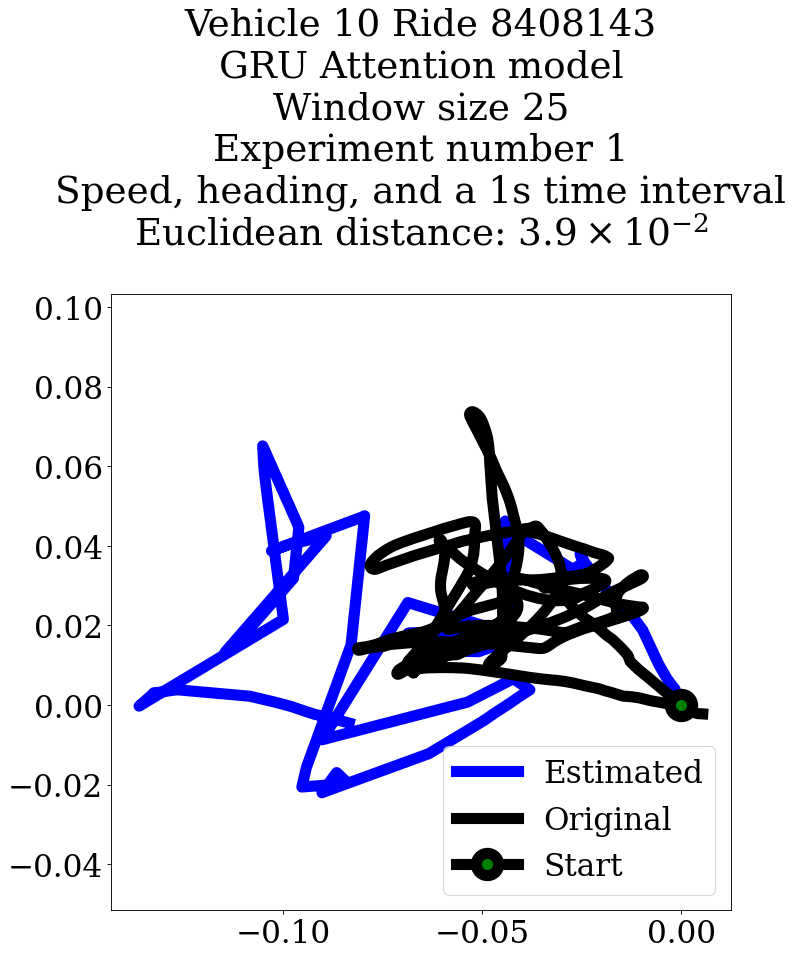 Vehicle 10 Ride 8408143
GRU Attention model
Window size 25
Experiment number 1
Speed, heading, and a 1s time interval
Euclidean distance: 3.9 × 10⁻²
0.10
0.08
0.06
0.04
0.02
0.00
−0.02
−0.04
Estimated
Original
Start
−0.10
−0.05
0.00